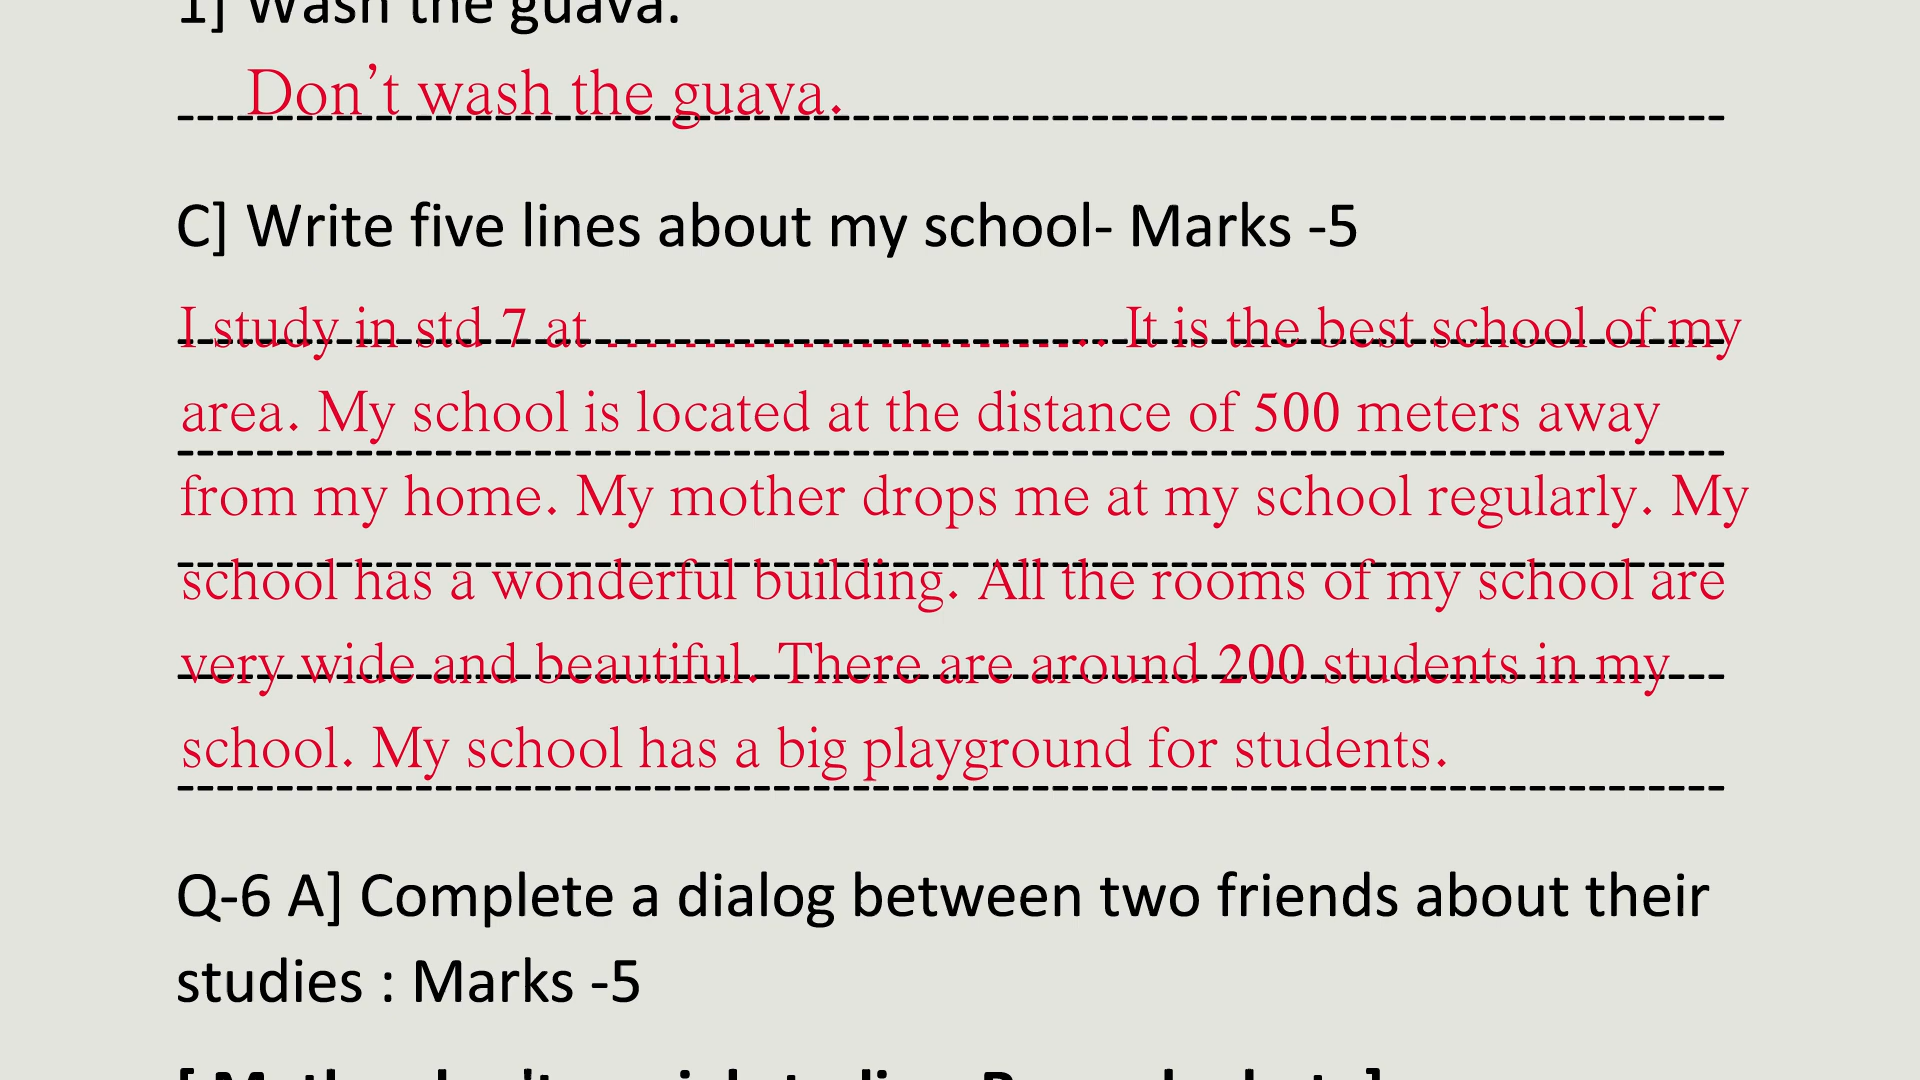 1] Wash the guava.
Don’t wash the guava.
C] Write five lines about my school- Marks -5
I study in std 7 at ................................ It is the best school of my
area. My school is located at the distance of 500 meters away
from my home. My mother drops me at my school regularly. My
school has a wonderful building. All the rooms of my school are
very wide and beautiful. There are around 200 students in my
school. My school has a big playground for students.
Q-6 A] Complete a dialog between two friends about their
studies : Marks -5